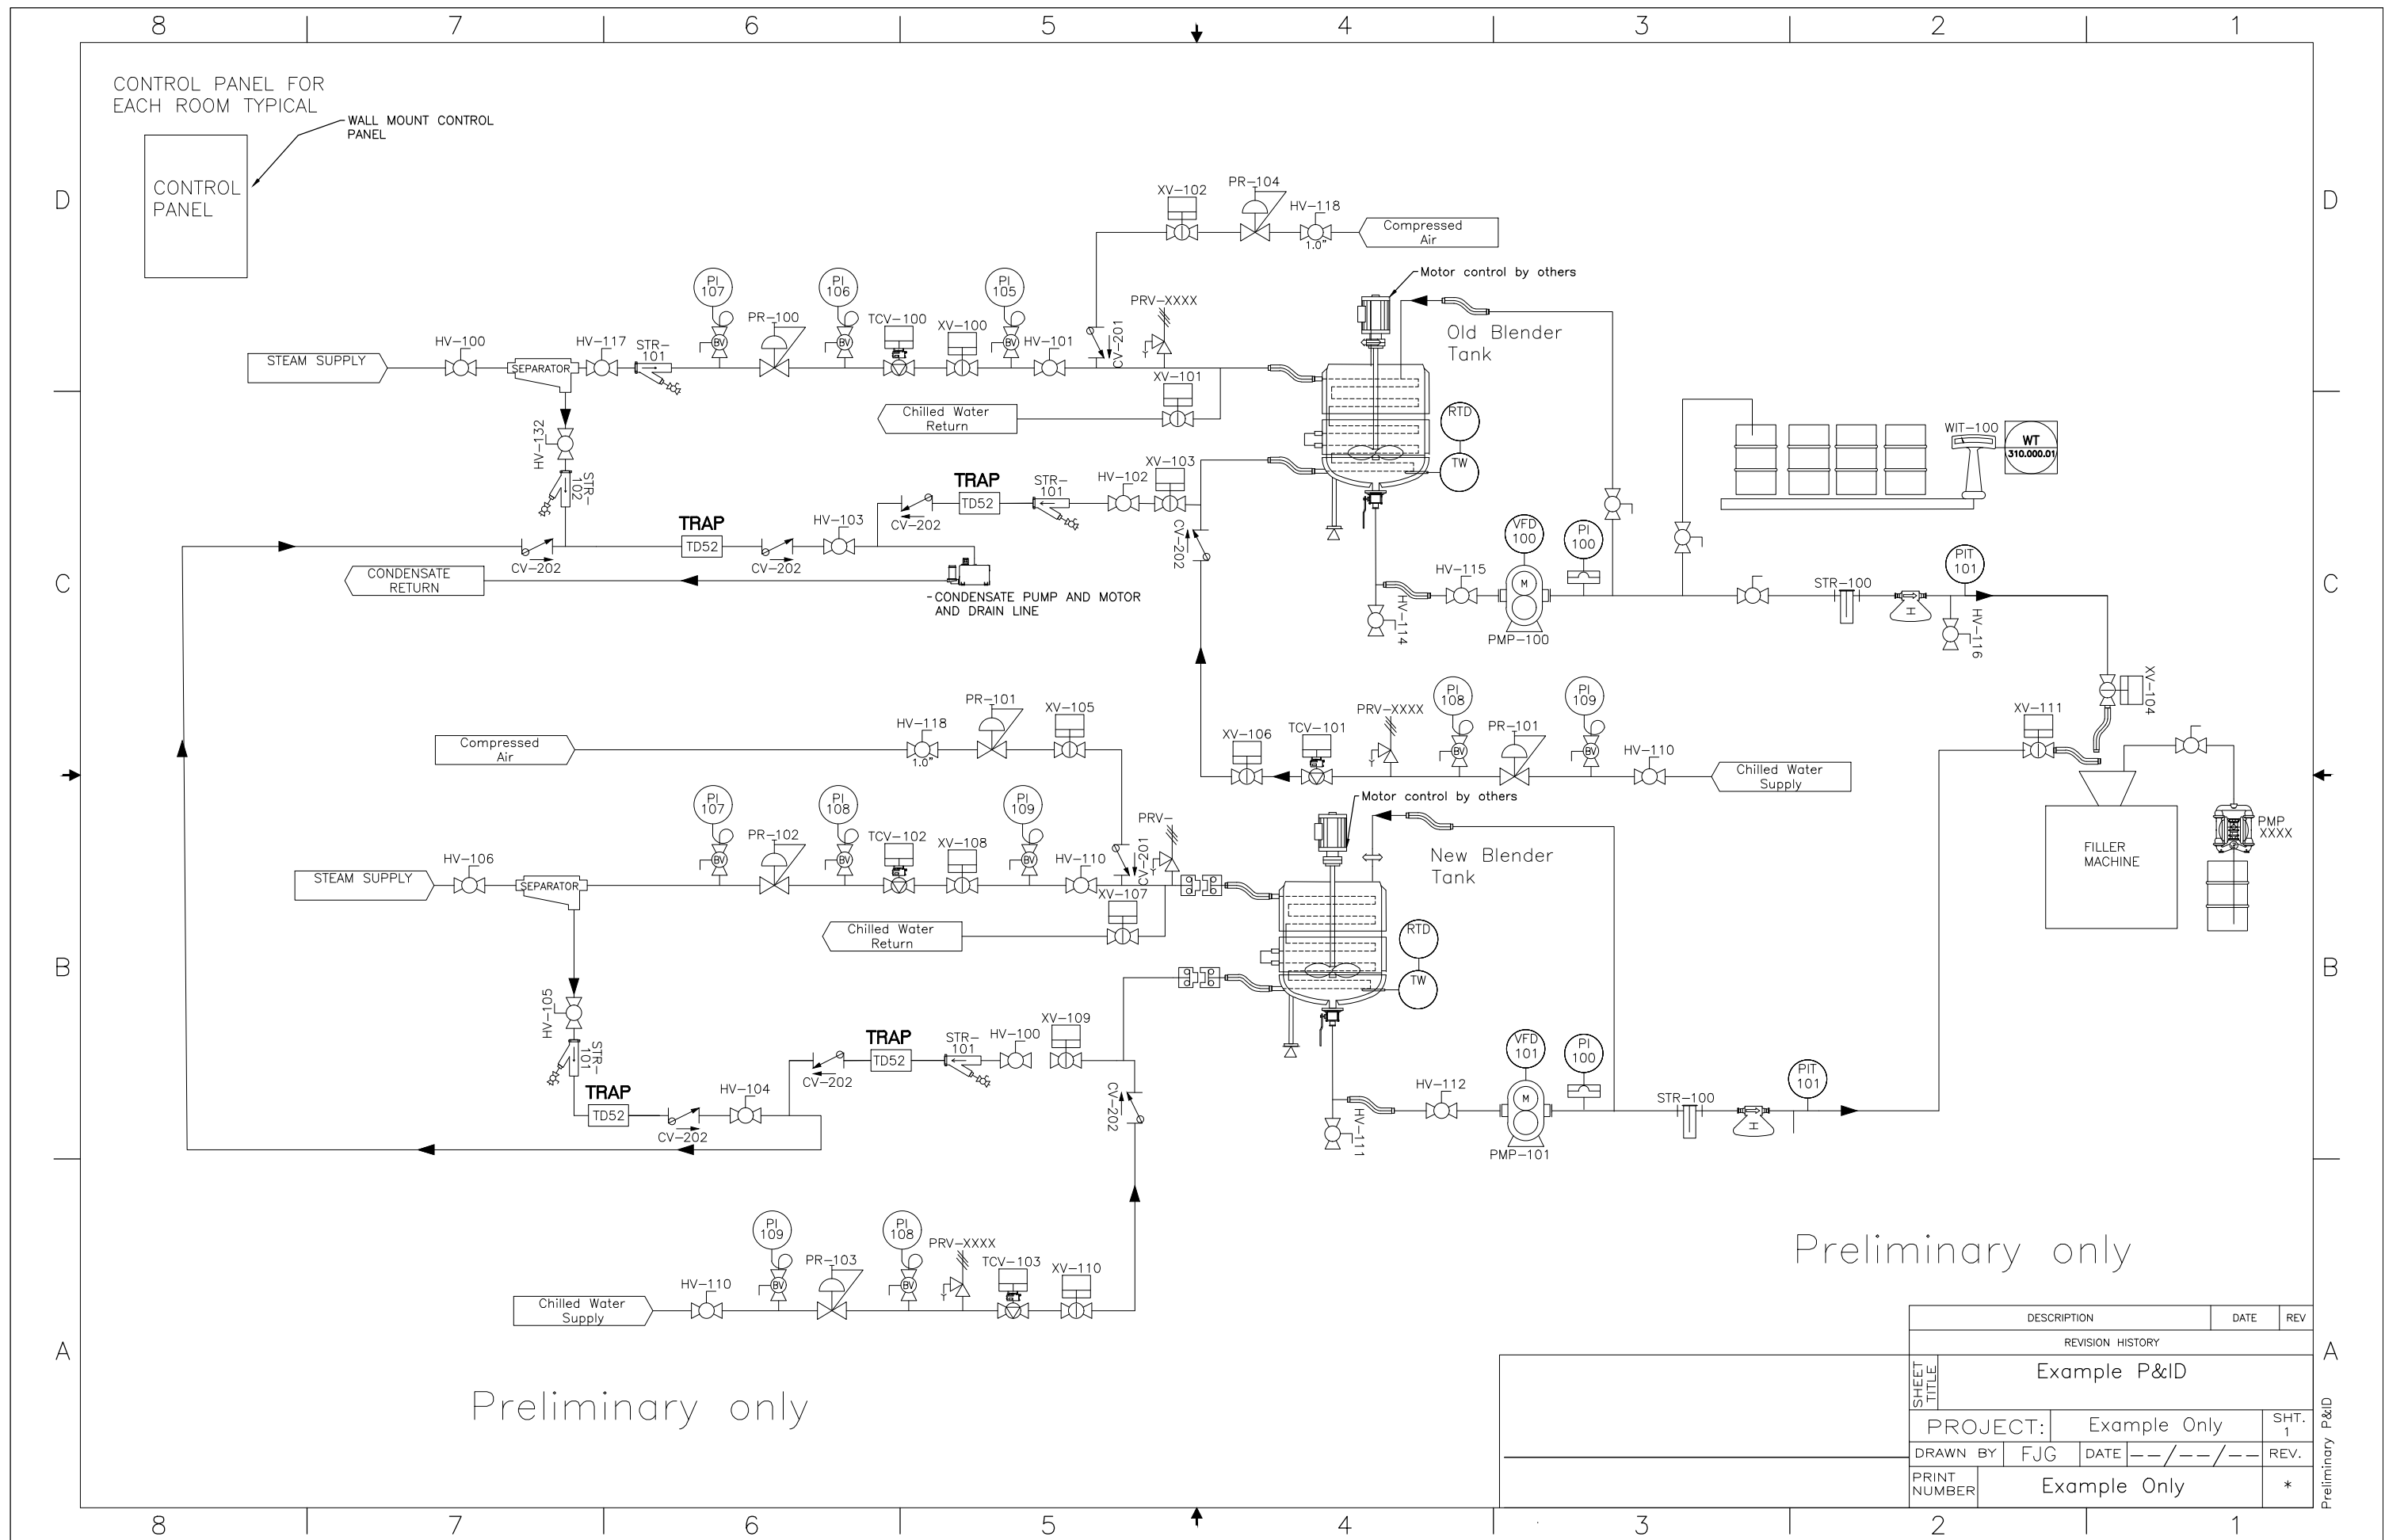 8 7 6 5 4 3 2 1
CONTROL PANEL FOR
EACH ROOM TYPICAL
WALL MOUNT CONTROL
PANEL
CONTROL
PANEL
D
D
XV-102
PR-104
HV-118
1.0"
Compressed
Air
Motor control by others
PI
107
PI
106
PI
105
PRV-XXXX
HV-100
HV-117
STR-
101
PR-100
TCV-100
XV-100
HV-101
CV-201
BV
BV
BV
STEAM SUPPLY
SEPARATOR
Old Blender
Tank
XV-101
Chilled Water
Return
RTD
TW
WIT-100
WT
310.000.01
HV-132
STR-
102
TRAP
TD52
CV-202
STR-
101
HV-102
XV-103
TRAP
TD52
HV-103
CV-202
CV-202
CV-202
CONDENSATE
RETURN
-CONDENSATE PUMP AND MOTOR
AND DRAIN LINE
C
C
VFD
100
PI
100
HV-115
M
PMP-100
HV-114
STR-100
H
PIT
101
HV-116
XV-104
HV-118
1.0"
PR-101
XV-105
Compressed
Air
XV-106
TCV-101
PRV-XXXX
PI
108
BV
PR-101
PI
109
BV
HV-110
Chilled Water
Supply
XV-111
FILLER
MACHINE
PMP
XXXX
Motor control by others
PI
107
PI
108
PI
109
PRV-
HV-106
PR-102
TCV-102
XV-108
HV-110
CV-201
BV
BV
BV
STEAM SUPPLY
SEPARATOR
New Blender
Tank
XV-107
Chilled Water
Return
RTD
TW
B
B
HV-105
STR-
101
TRAP
TD52
CV-202
STR-
101
HV-100
XV-109
TRAP
TD52
CV-202
HV-104
CV-202
VFD
101
PI
100
HV-112
M
PMP-101
HV-111
STR-100
H
PIT
101
PI
109
PI
108
HV-110
BV
PR-103
BV
PRV-XXXX
TCV-103
XV-110
Chilled Water
Supply
Preliminary only
Preliminary only
A
A
DESCRIPTION DATE REV
REVISION HISTORY
SHEET
TITLE
Example P&ID
PROJECT: Example Only SHT.
1
DRAWN BY FJG DATE --/--/-- REV.
PRINT
NUMBER
Example Only *
Preliminary P&ID
8 7 6 5 4 3 2 1